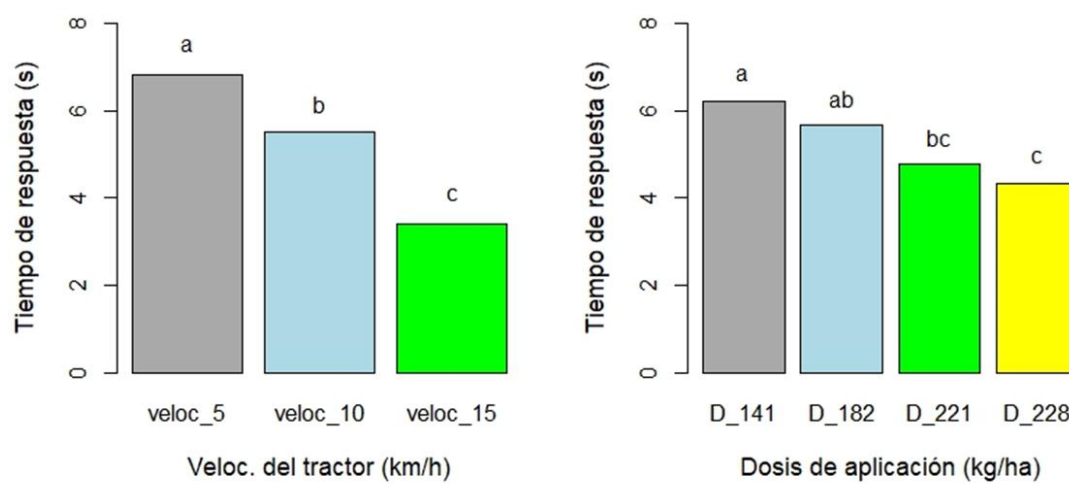 Tiempo de respuesta (s)
8
6
4
2
0
a
b
c
veloc_5 veloc_10 veloc_15
Veloc. del tractor (km/h)
Tiempo de respuesta (s)
8
6
4
2
0
a
ab
bc
c
D_141 D_182 D_221 D_228
Dosis de aplicación (kg/ha)